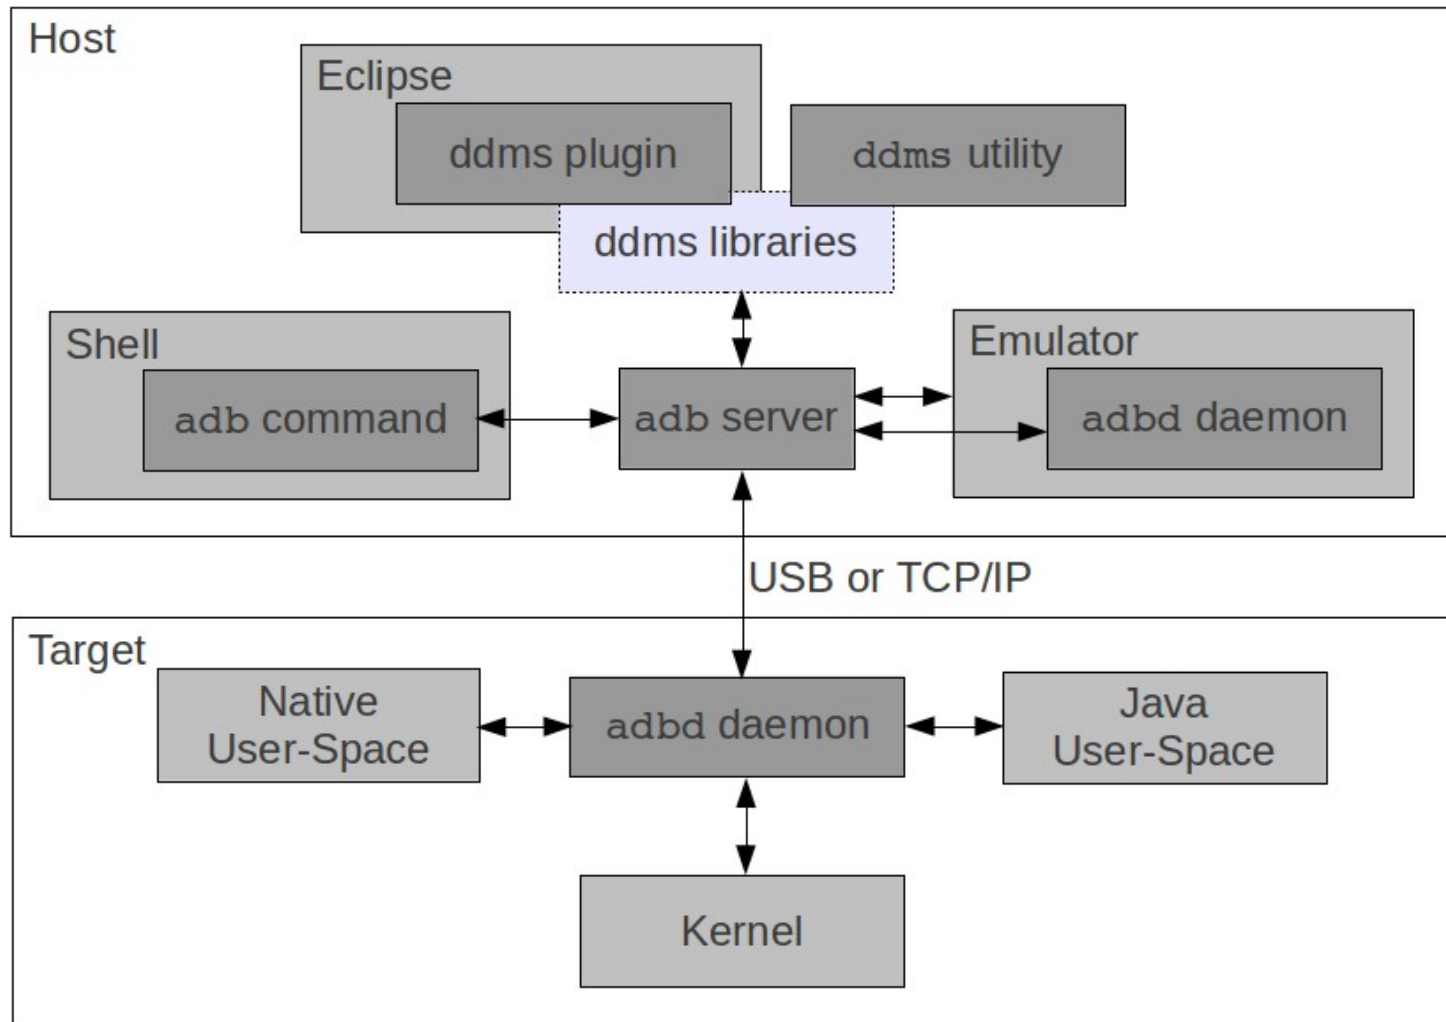 Host
Eclipse
ddms plugin
ddms utility
ddms libraries
Shell
adb command
adb server
Emulator
adbd daemon
USB or TCP/IP
Target
Native
User-Space
adbd daemon
Java
User-Space
Kernel